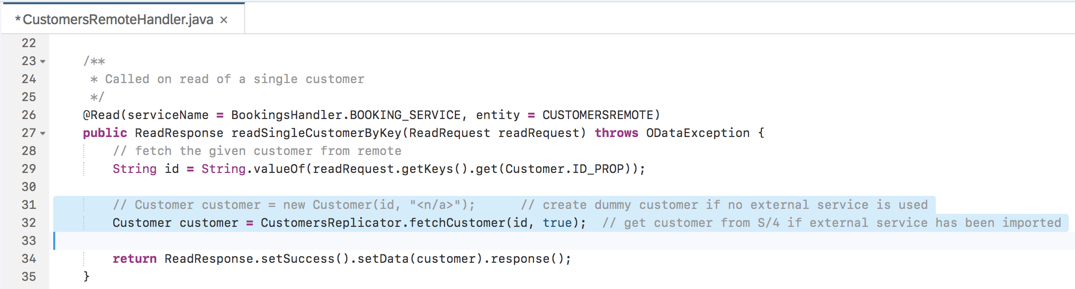 *CustomersRemoteHandler.java ×
22
23 /**
24 * Called on read of a single customer
25 */
26 @Read(serviceName = BookingsHandler.BOOKING_SERVICE, entity = CUSTOMERSREMOTE)
27 public ReadResponse readSingleCustomerByKey(ReadRequest readRequest) throws ODataException {
28 // fetch the given customer from remote
29 String id = String.valueOf(readRequest.getKeys().get(Customer.ID_PROP));
30
31 // Customer customer = new Customer(id, "<n/a>"); // create dummy customer if no external service is used
32 Customer customer = CustomersReplicator.fetchCustomer(id, true); // get customer from S/4 if external service has been imported
33
34 return ReadResponse.setSuccess().setData(customer).response();
35 }